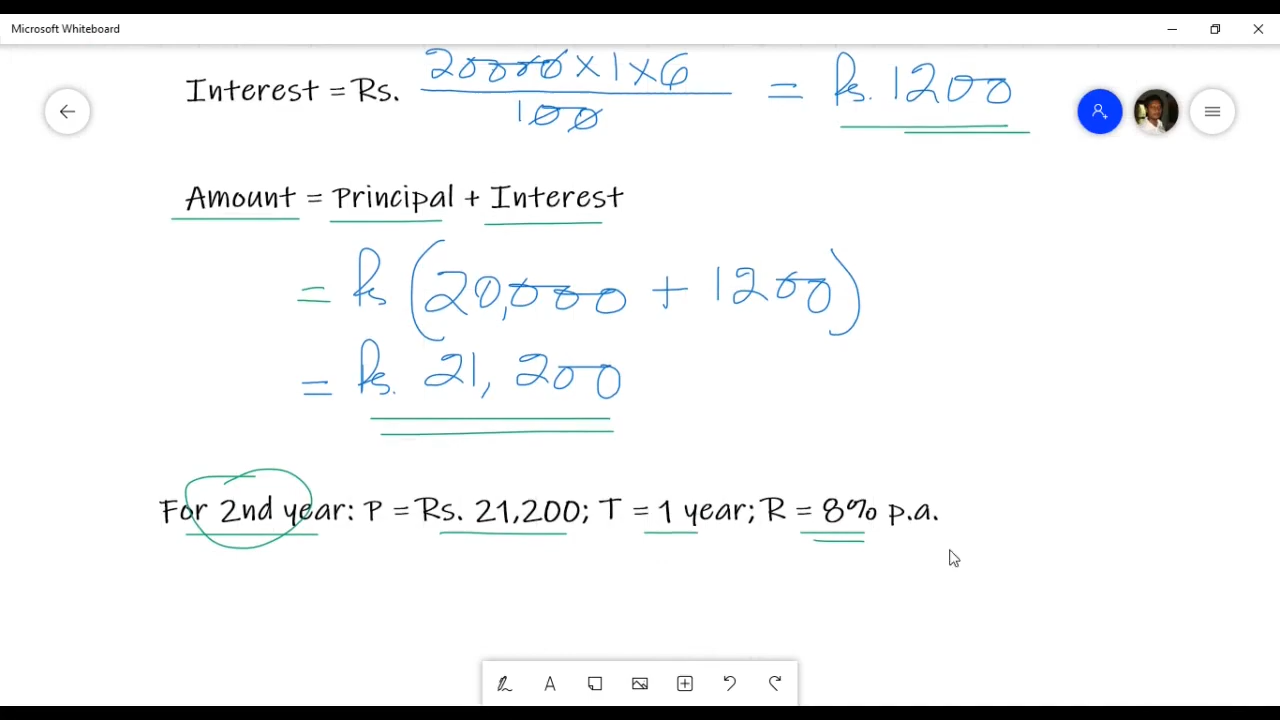 Microsoft Whiteboard
Interest = Rs. 20000 × 1 × 6 / 100 = Rs. 1200
Amount = Principal + Interest
= Rs (20,000 + 1200)
= Rs. 21, 200
For 2nd year: P = Rs. 21,200; T = 1 year; R = 8% p.a.
A